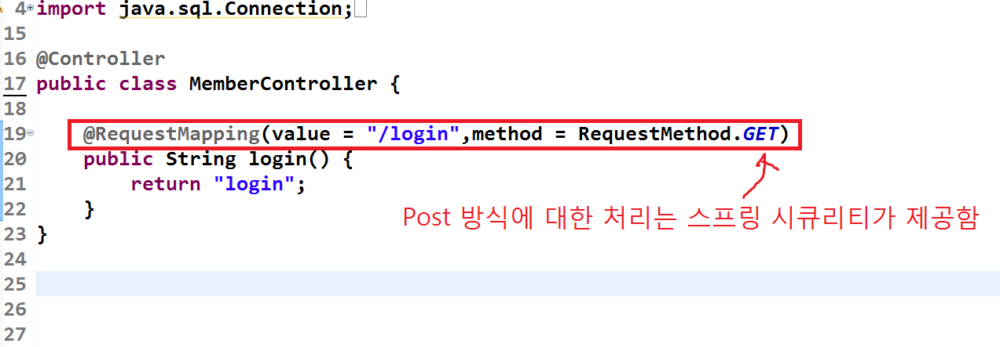 4 import java.sql.Connection;
15
16 @Controller
17 public class MemberController {
18
19 @RequestMapping(value = "/login",method = RequestMethod.GET)
20 public String login() {
21 return "login";
22 }
Post 방식에 대한 처리는 스프링 시큐리티가 제공함
23 }
24
25
26
27